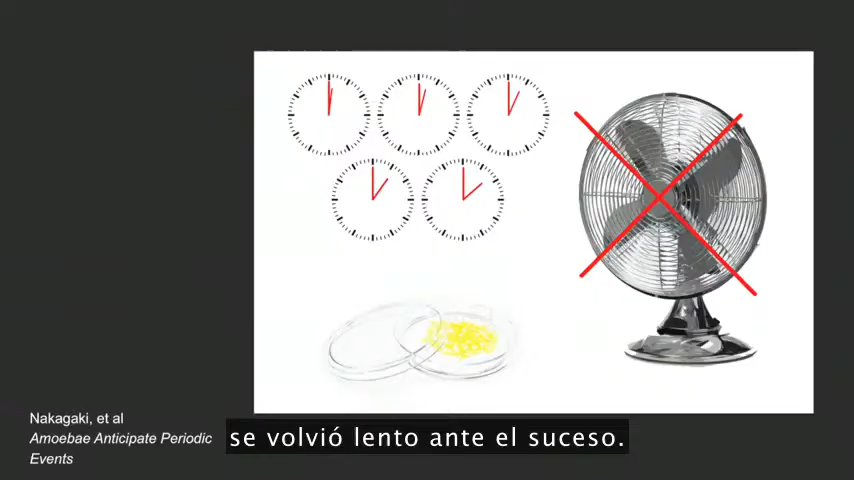 Nakagaki, et al
Amoebae Anticipate Periodic
Events
se volvió lento ante el suceso.